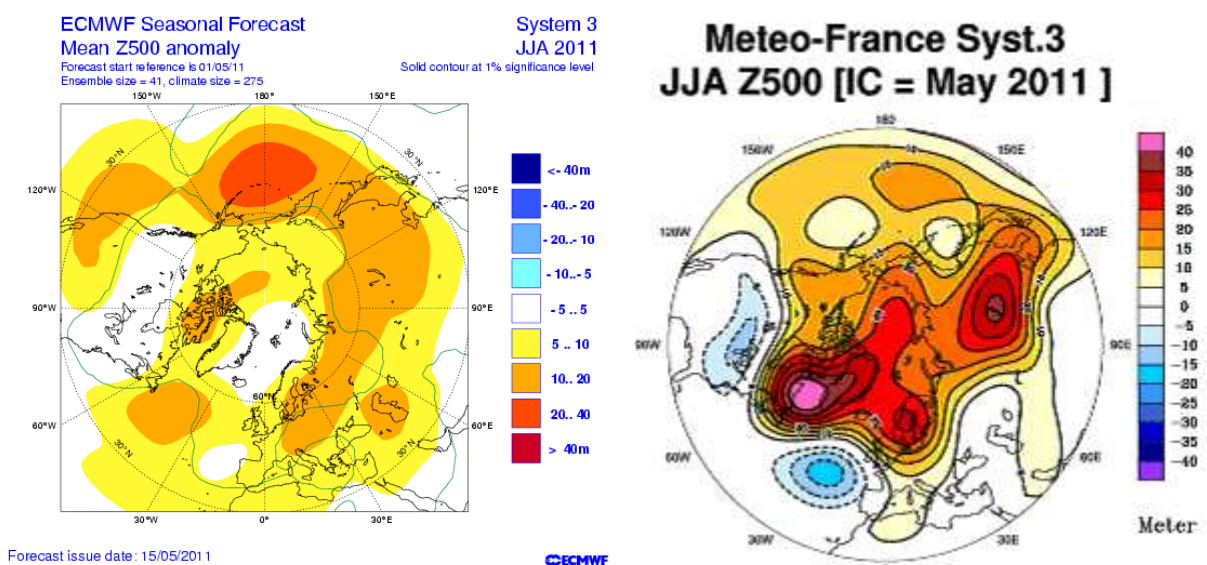 ECMWF Seasonal Forecast
System 3
Mean Z500 anomaly
JJA 2011
Forecast start reference is 01/05/11
Ensemble size = 41, climate size = 275
Solid contour at 1% significance level
150°W
180°
150°E
30°N
30°N
120°W
120°E
90°W
90°E
60°W
60°N
60°E
30°N
30°N
30°W
0°
30°E
<- 40m
- 40..- 20
- 20..- 10
- 10..- 5
- 5 .. 5
5 .. 10
10.. 20
20.. 40
> 40m
Forecast issue date: 15/05/2011
ECMWF
Meteo-France Syst.3
JJA Z500 [IC = May 2011 ]
180
150W
150E
120W
120E
90W
90E
60W
60E
30W
30E
40
35
30
25
20
15
10
5
0
-5
-10
-15
-20
-25
-30
-35
-40
Meter